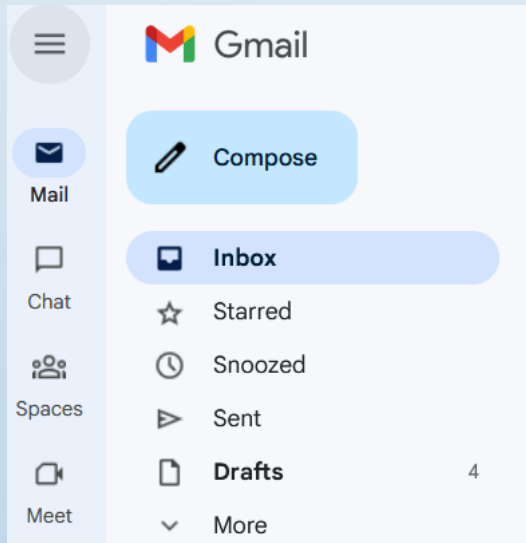 Gmail
Compose
Mail
Inbox
Chat
Starred
Snoozed
Spaces
Sent
Drafts 4
Meet
More